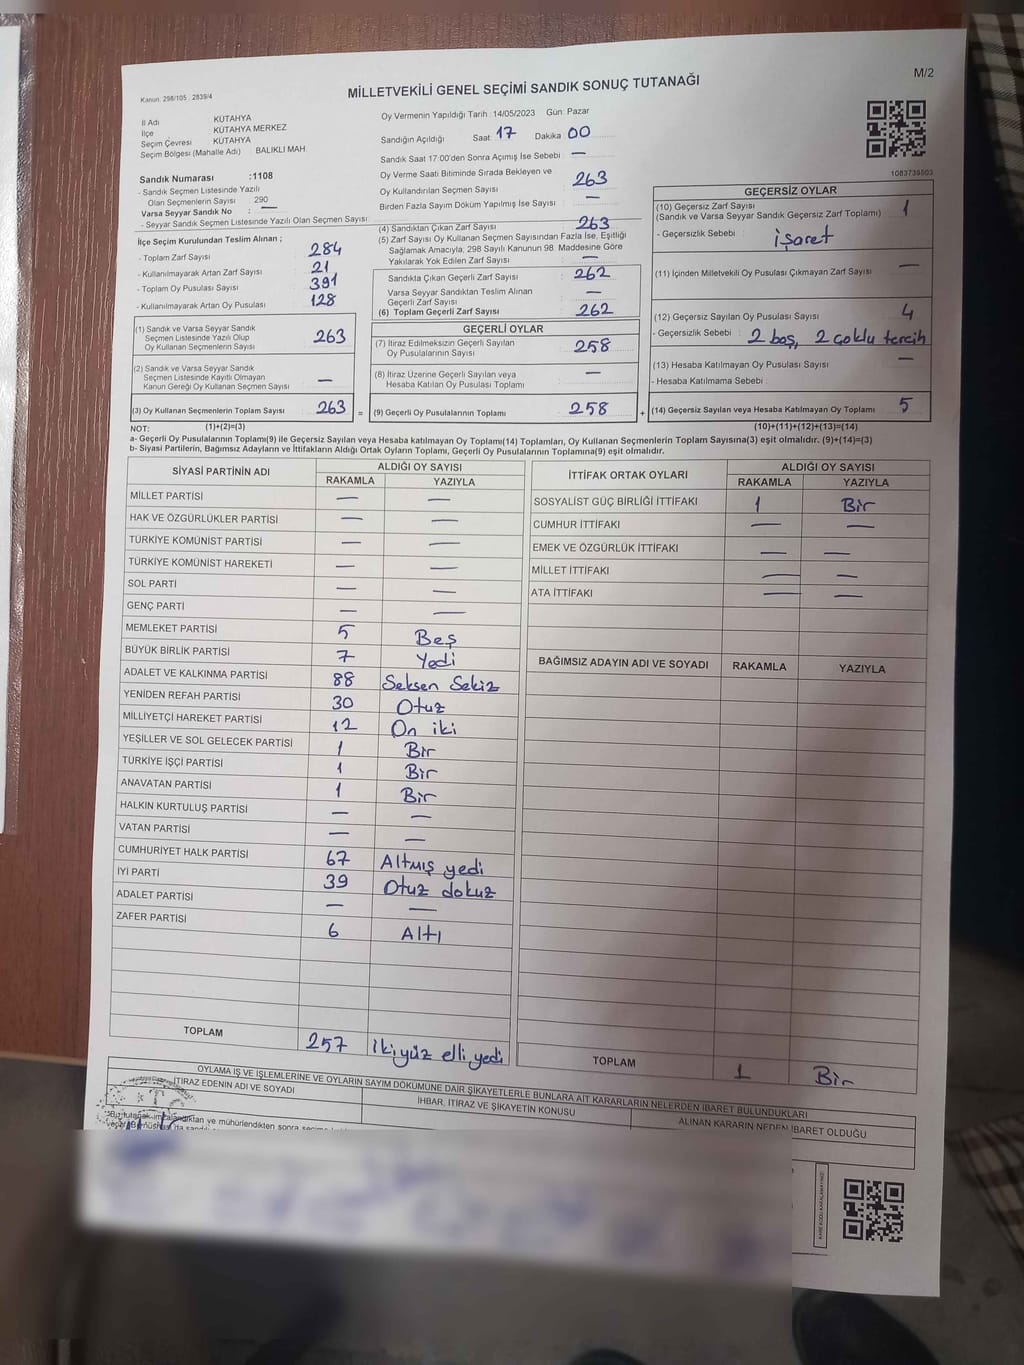 M/2
Kanun: 298/105 , 2839/4
MİLLETVEKİLİ GENEL SEÇİMİ SANDIK SONUÇ TUTANAĞI
İl Adı KÜTAHYA
İlçe KÜTAHYA MERKEZ
Seçim Çevresi KÜTAHYA
Seçim Bölgesi (Mahalle Adı) BALIKLI MAH.
Sandık Numarası :1108
- Sandık Seçmen Listesinde Yazılı
Olan Seçmenlerin Sayısı 290
Varsa Seyyar Sandık No : —
- Seyyar Sandık Seçmen Listesinde Yazılı Olan Seçmen Sayısı:
İlçe Seçim Kurulundan Teslim Alınan ;
- Toplam Zarf Sayısı 284
- Kullanılmayarak Artan Zarf Sayısı 21
- Toplam Oy Pusulası Sayısı 391
- Kullanılmayarak Artan Oy Pusulası 128
(1) Sandık ve Varsa Seyyar Sandık
Seçmen Listesinde Yazılı Olup
Oy Kullanan Seçmenlerin Sayısı 263
(2) Sandık ve Varsa Seyyar Sandık
Seçmen Listesinde Kayıtlı Olmayan
Kanun Gereği Oy Kullanan Seçmen Sayısı —
(3) Oy Kullanan Seçmenlerin Toplam Sayısı 263 =
(1)+(2)=(3)
Oy Vermenin Yapıldığı Tarih :14/05/2023 Gün: Pazar
Sandığın Açıldığı Saat 17 Dakika 00
Sandık Saat 17:00'den Sonra Açımış İse Sebebi : —
Oy Verme Saati Bitiminde Sırada Bekleyen ve
Oy Kullandırılan Seçmen Sayısı : 263
Birden Fazla Sayım Döküm Yapılmış İse Sayısı : —
(4) Sandıktan Çıkan Zarf Sayısı : 263
(5) Zarf Sayısı Oy Kullanan Seçmen Sayısından Fazla İse, Eşitliği
Sağlamak Amacıyla, 298 Sayılı Kanunun 98. Maddesine Göre
Yakılarak Yok Edilen Zarf Sayısı : —
Sandıkta Çıkan Geçerli Zarf Sayısı : 262
Varsa Seyyar Sandıktan Teslim Alınan
Geçerli Zarf Sayısı : —
(6) Toplam Geçerli Zarf Sayısı : 262
GEÇERLİ OYLAR
(7) İtiraz Edilmeksizin Geçerli Sayılan
Oy Pusulalarının Sayısı : 258
(8) İtiraz Üzerine Geçerli Sayılan veya
Hesaba Katılan Oy Pusulası Toplamı : —
(9) Geçerli Oy Pusulalarının Toplamı : 258 +
1083739503
GEÇERSİZ OYLAR
(10) Geçersiz Zarf Sayısı
(Sandık ve Varsa Seyyar Sandık Geçersiz Zarf Toplamı) : 1
- Geçersizlik Sebebi : işaret
(11) İçinden Milletvekili Oy Pusulası Çıkmayan Zarf Sayısı : —
(12) Geçersiz Sayılan Oy Pusulası Sayısı : 4
- Geçersizlik Sebebi : 2 boş, 2 çoklu tercih
(13) Hesaba Katılmayan Oy Pusulası Sayısı : —
- Hesaba Katılmama Sebebi :
(14) Geçersiz Sayılan veya Hesaba Katılmayan Oy Toplamı : 5
(10)+(11)+(12)+(13)=(14)
NOT:
a- Geçerli Oy Pusulalarının Toplamı(9) ile Geçersiz Sayılan veya Hesaba katılmayan Oy Toplamı(14) Toplamları, Oy Kullanan Seçmenlerin Toplam Sayısına(3) eşit olmalıdır. (9)+(14)=(3)
b- Siyasi Partilerin, Bağımsız Adayların ve İttifakların Aldığı Ortak Oyların Toplamı, Geçerli Oy Pusulalarının Toplamına(9) eşit olmalıdır.
SİYASİ PARTİNİN ADI ALDIĞI OY SAYISI
RAKAMLA YAZIYLA
MİLLET PARTİSİ — —
HAK VE ÖZGÜRLÜKLER PARTİSİ — —
TÜRKİYE KOMÜNİST PARTİSİ — —
TÜRKİYE KOMÜNİST HAREKETİ — —
SOL PARTİ — —
GENÇ PARTİ — —
MEMLEKET PARTİSİ 5 Beş
BÜYÜK BİRLİK PARTİSİ 7 Yedi
ADALET VE KALKINMA PARTİSİ 88 Seksen Sekiz
YENİDEN REFAH PARTİSİ 30 Otuz
MİLLİYETÇİ HAREKET PARTİSİ 12 On iki
YEŞİLLER VE SOL GELECEK PARTİSİ 1 Bir
TÜRKİYE İŞÇİ PARTİSİ 1 Bir
ANAVATAN PARTİSİ 1 Bir
HALKIN KURTULUŞ PARTİSİ — —
VATAN PARTİSİ — —
CUMHURİYET HALK PARTİSİ 67 Altmış yedi
İYİ PARTİ 39 Otuz dokuz
ADALET PARTİSİ — —
ZAFER PARTİSİ 6 Altı
TOPLAM 257 İkiyüz elli yedi
İTTİFAK ORTAK OYLARI ALDIĞI OY SAYISI
RAKAMLA YAZIYLA
SOSYALİST GÜÇ BİRLİĞİ İTTİFAKI 1 Bir
CUMHUR İTTİFAKI — —
EMEK VE ÖZGÜRLÜK İTTİFAKI — —
MİLLET İTTİFAKI — —
ATA İTTİFAKI — —
BAĞIMSIZ ADAYIN ADI VE SOYADI RAKAMLA YAZIYLA
TOPLAM 1 Bir
OYLAMA İŞ VE İŞLEMLERİNE VE OYLARIN SAYIM DÖKÜMÜNE DAİR ŞİKAYETLERLE BUNLARA AİT KARARLARIN NELERDEN İBARET BULUNDUKLARI
İTİRAZ EDENİN ADI VE SOYADI İHBAR, İTİRAZ VE ŞİKAYETİN KONUSU ALINAN KARARIN NEDEN İBARET OLDUĞU
Bu tutanak imzalandıktan ve mühürlendikten sonra